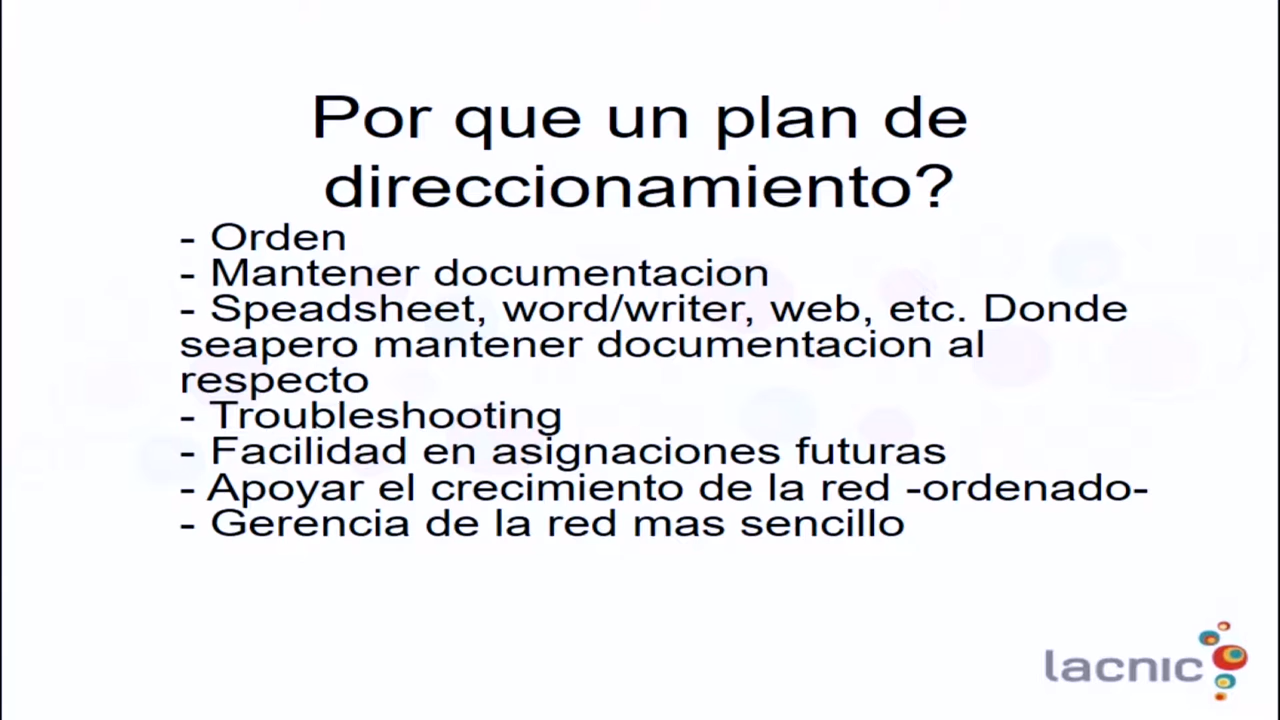 Por que un plan de
direccionamiento?
- Orden
- Mantener documentacion
- Speadsheet, word/writer, web, etc. Donde
seapero mantener documentacion al
respecto
- Troubleshooting
- Facilidad en asignaciones futuras
- Apoyar el crecimiento de la red -ordenado-
- Gerencia de la red mas sencillo
lacnic